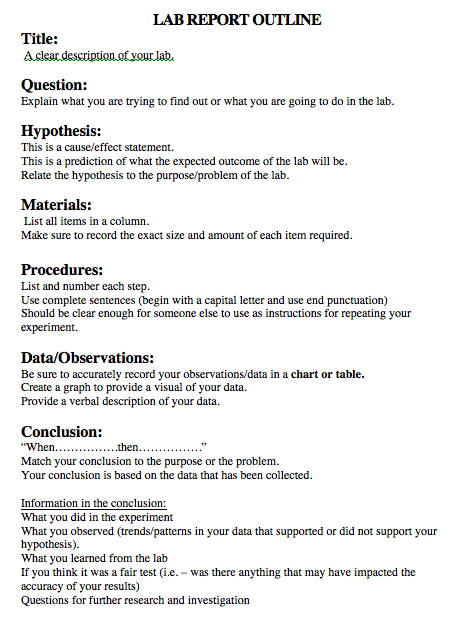 LAB REPORT OUTLINE
Title:
A clear description of your lab.
Question:
Explain what you are trying to find out or what you are going to do in the lab.
Hypothesis:
This is a cause/effect statement.
This is a prediction of what the expected outcome of the lab will be.
Relate the hypothesis to the purpose/problem of the lab.
Materials:
List all items in a column.
Make sure to record the exact size and amount of each item required.
Procedures:
List and number each step.
Use complete sentences (begin with a capital letter and use end punctuation)
Should be clear enough for someone else to use as instructions for repeating your
experiment.
Data/Observations:
Be sure to accurately record your observations/data in a chart or table.
Create a graph to provide a visual of your data.
Provide a verbal description of your data.
Conclusion:
“When……………..then…………….”
Match your conclusion to the purpose or the problem.
Your conclusion is based on the data that has been collected.
Information in the conclusion:
What you did in the experiment
What you observed (trends/patterns in your data that supported or did not support your
hypothesis).
What you learned from the lab
If you think it was a fair test (i.e. – was there anything that may have impacted the
accuracy of your results)
Questions for further research and investigation